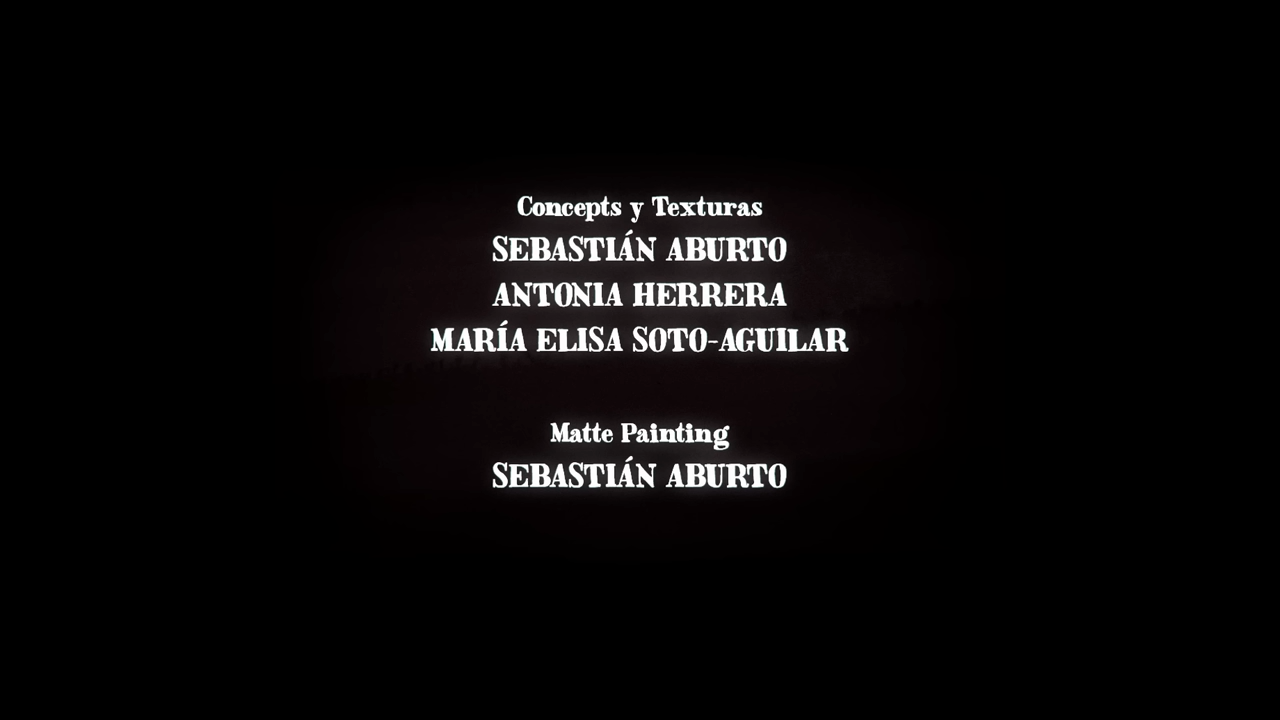 Concepts y Texturas
SEBASTIÁN ABURTO
ANTONIA HERRERA
MARÍA ELISA SOTO-AGUILAR
Matte Painting
SEBASTIÁN ABURTO